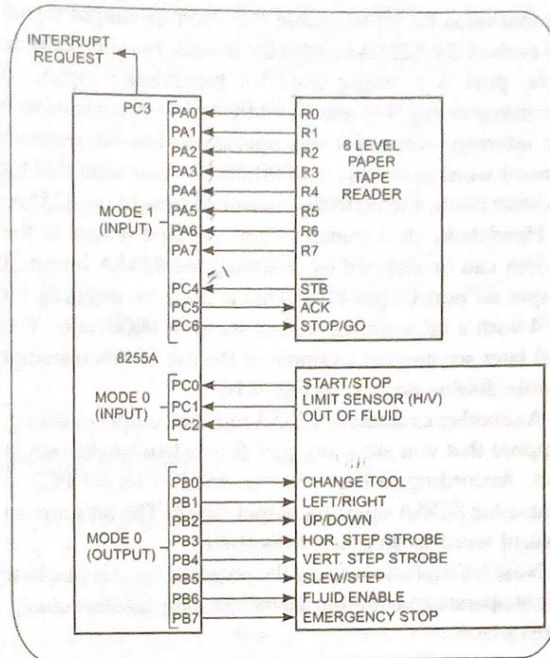 INTERRUPT
REQUEST
PC3
PA0 R0
PA1 R1
PA2 R2
PA3 R3
PA4 R4
PA5 R5
PA6 R6
PA7 R7
8 LEVEL
PAPER
TAPE
READER
MODE 1
(INPUT)
PC4 STB
PC5 ACK
PC6 STOP/GO
8255A
MODE 0
(INPUT)
PC0 START/STOP
PC1 LIMIT SENSOR (H/V)
PC2 OUT OF FLUID
MODE 0
(OUTPUT)
PB0 CHANGE TOOL
PB1 LEFT/RIGHT
PB2 UP/DOWN
PB3 HOR. STEP STROBE
PB4 VERT STEP STROBE
PB5 SLEW/STEP
PB6 FLUID ENABLE
PB7 EMERGENCY STOP